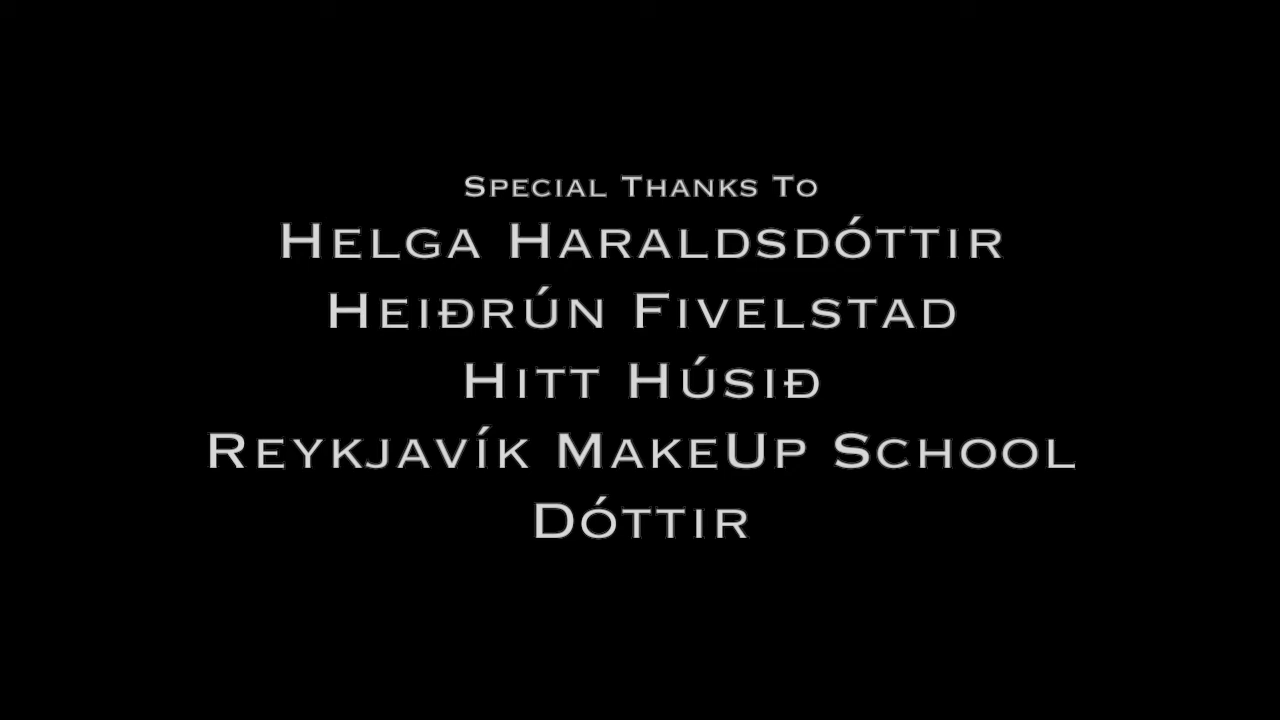 Special Thanks To
Helga Haraldsdóttir
Heiðrún Fivelstad
Hitt Húsið
Reykjavík MakeUp School
Dóttir